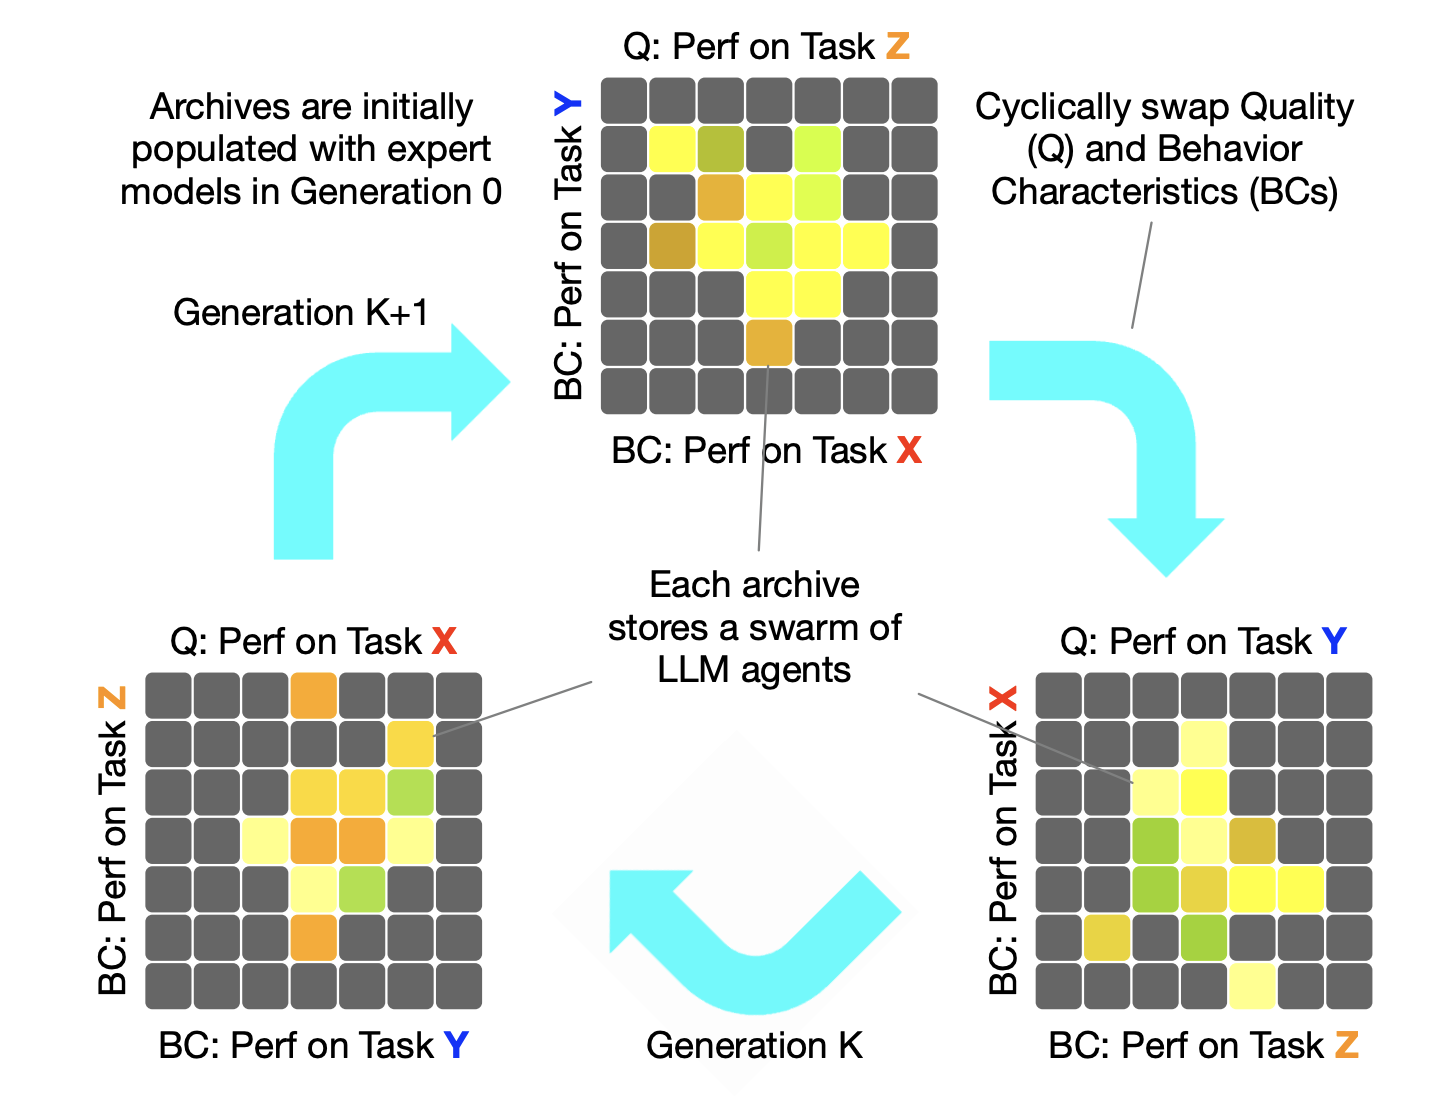 Q: Perf on Task Z
Archives are initially
populated with expert
models in Generation 0
BC: Perf on Task Y
Cyclically swap Quality
(Q) and Behavior
Characteristics (BCs)
Generation K+1
BC: Perf on Task X
Each archive
stores a swarm of
LLM agents
Q: Perf on Task X
BC: Perf on Task Z
BC: Perf on Task Y
Q: Perf on Task Y
BC: Perf on Task X
BC: Perf on Task Z
Generation K